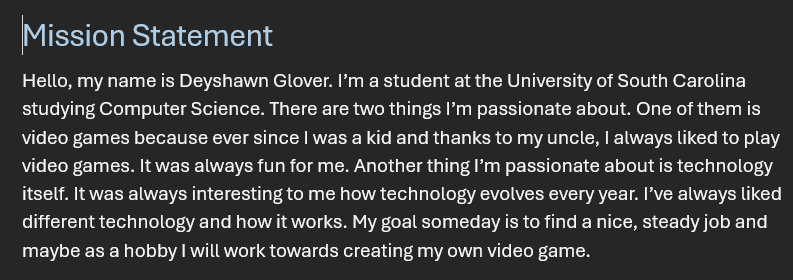 Mission Statement
Hello, my name is Deyshawn Glover. I’m a student at the University of South Carolina
studying Computer Science. There are two things I’m passionate about. One of them is
video games because ever since I was a kid and thanks to my uncle, I always liked to play
video games. It was always fun for me. Another thing I’m passionate about is technology
itself. It was always interesting to me how technology evolves every year. I’ve always liked
different technology and how it works. My goal someday is to find a nice, steady job and
maybe as a hobby I will work towards creating my own video game.